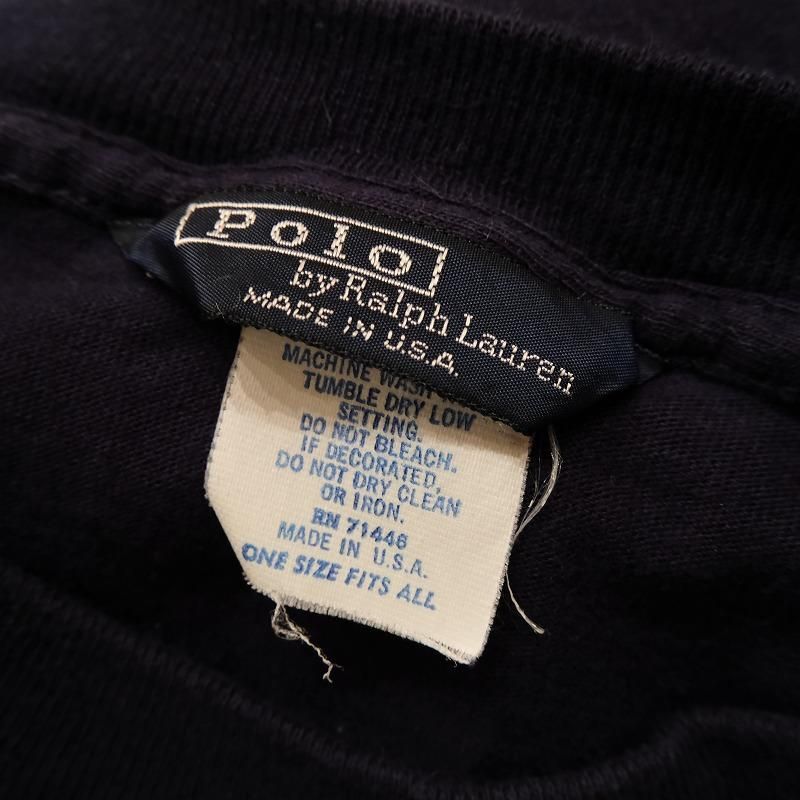 Polo
by Ralph Lauren
MADE IN U.S.A.
MACHINE WASH
TUMBLE DRY LOW
SETTING.
DO NOT BLEACH.
IF DECORATED,
DO NOT DRY CLEAN
OR IRON.
RN 71446
MADE IN U.S.A.
ONE SIZE FITS ALL